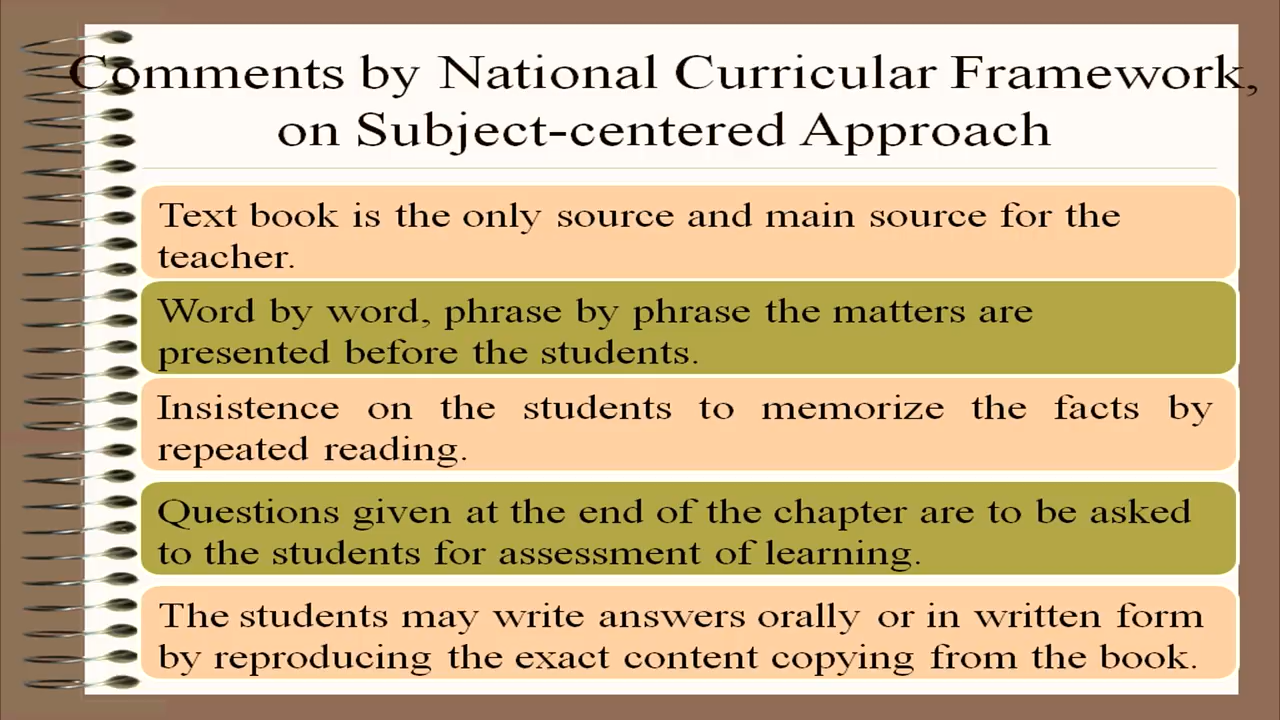 Comments by National Curricular Framework,
on Subject-centered Approach
Text book is the only source and main source for the
teacher.
Word by word, phrase by phrase the matters are
presented before the students.
Insistence on the students to memorize the facts by
repeated reading.
Questions given at the end of the chapter are to be asked
to the students for assessment of learning.
The students may write answers orally or in written form
by reproducing the exact content copying from the book.